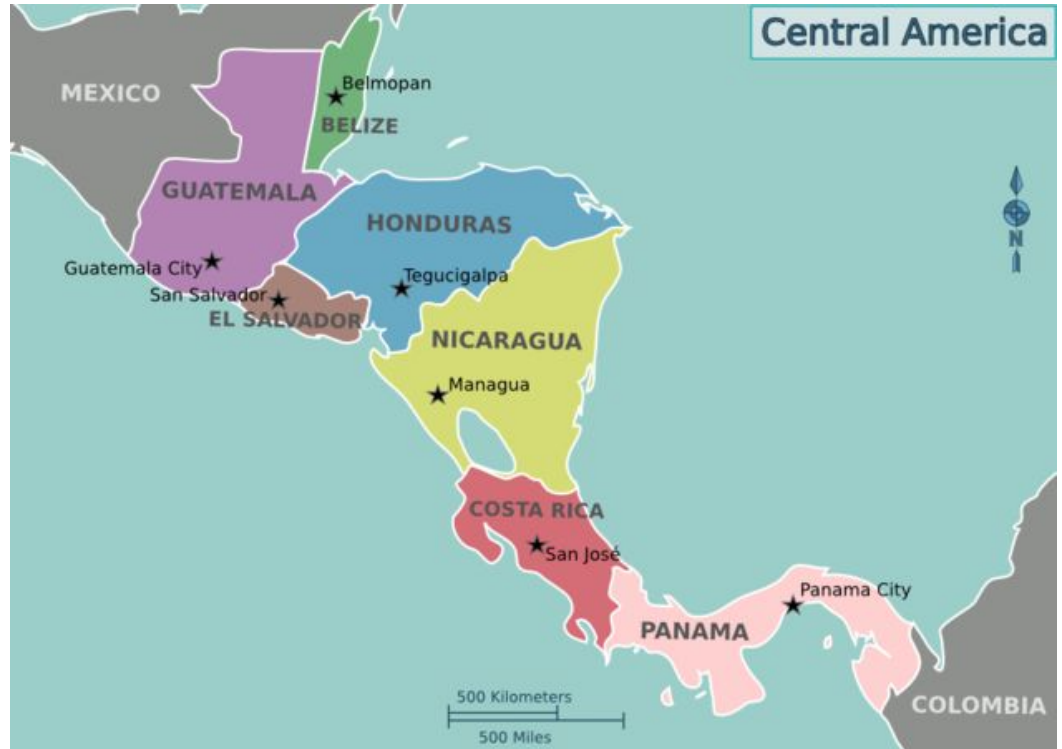 Central America
MEXICO
Belmopan
BELIZE
GUATEMALA
HONDURAS
N
Guatemala City
Tegucigalpa
San Salvador
EL SALVADOR
NICARAGUA
Managua
COSTA RICA
San José
Panama City
PANAMA
500 Kilometers
COLOMBIA
500 Miles